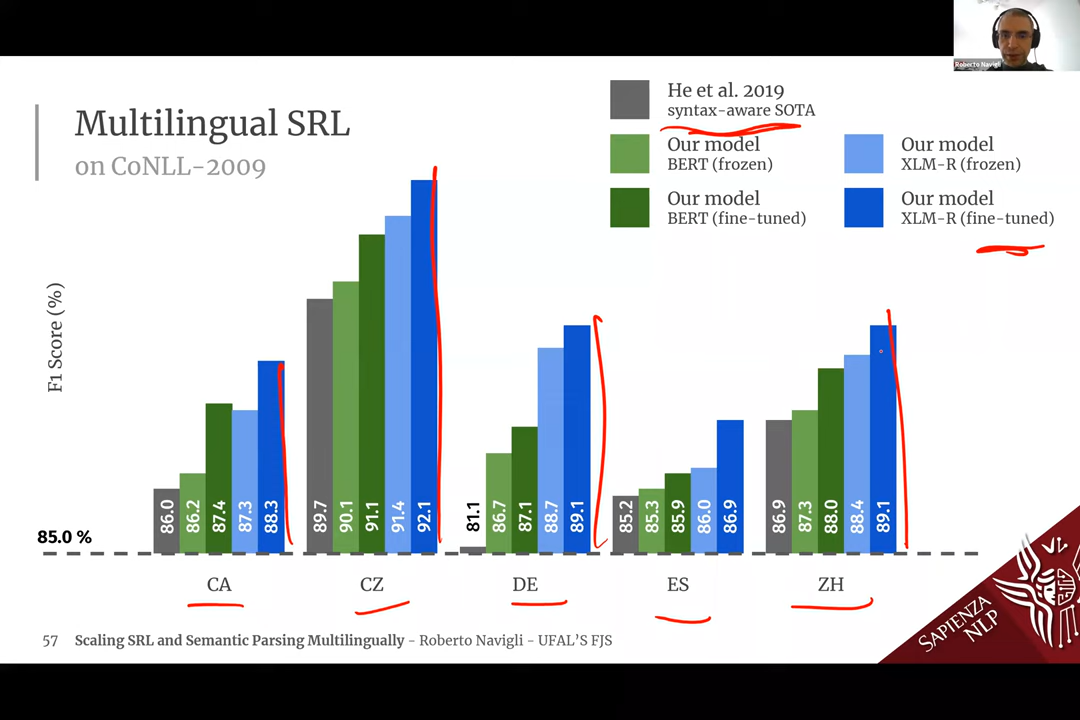 Roberto Navigli
Multilingual SRL
on CoNLL-2009
He et al. 2019
syntax-aware SOTA
Our model
BERT (frozen)
Our model
XLM-R (frozen)
Our model
BERT (fine-tuned)
Our model
XLM-R (fine-tuned)
F1 Score (%)
85.0 %
86.0
86.2
87.4
87.3
88.3
89.7
90.1
91.1
91.4
92.1
81.1
86.7
87.1
88.7
89.1
85.2
85.3
85.9
86.0
86.9
86.9
87.3
88.0
88.4
89.1
CA
CZ
DE
ES
ZH
57 Scaling SRL and Semantic Parsing Multilingually - Roberto Navigli - UFAL'S FJS
SAPIENZA
NLP